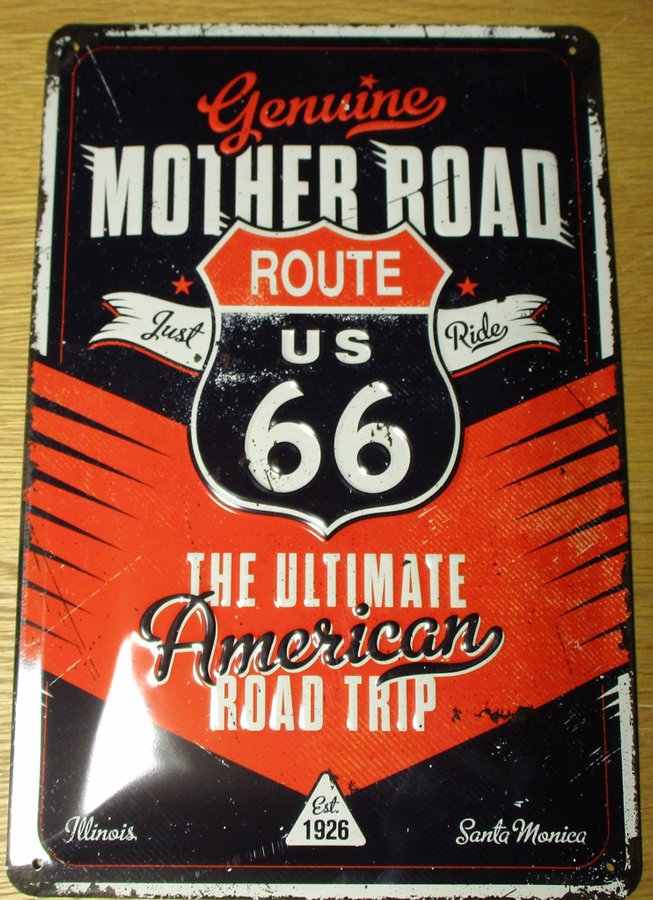 Genuine
MOTHER ROAD
ROUTE
Just US Ride
66
THE ULTIMATE
American
ROAD TRIP
Est.
1926
Illinois Santa Monica